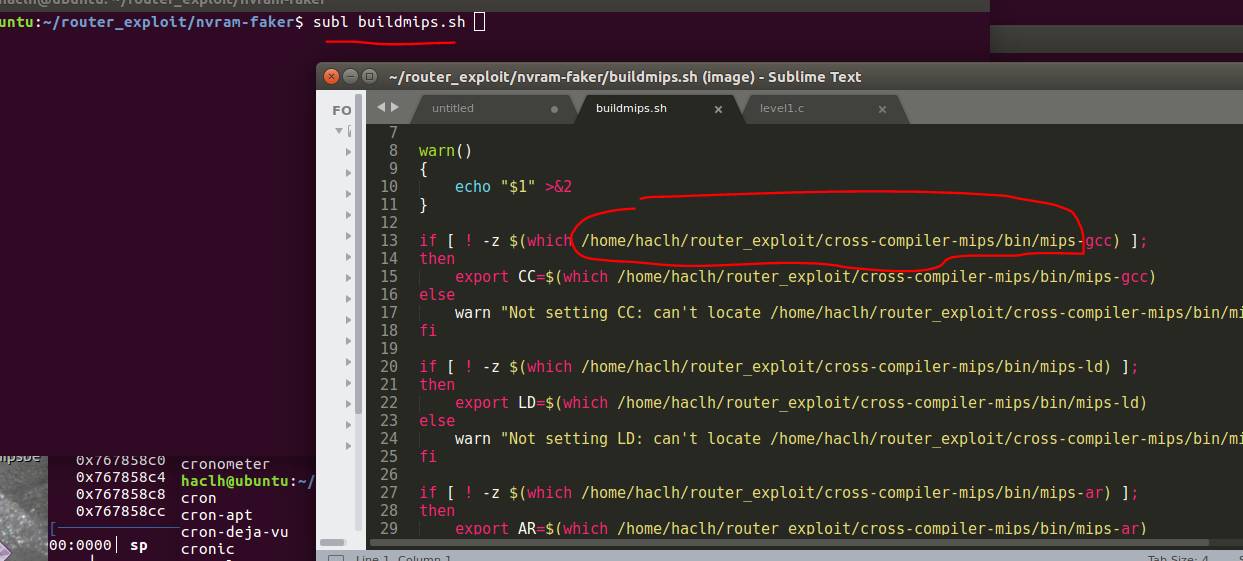 untu:~/router_exploit/nvram-faker$ subl buildmips.sh
~/router_exploit/nvram-faker/buildmips.sh (image) - Sublime Text
FO
untitled
buildmips.sh
level1.c
7
8 warn()
9 {
10 echo "$1" >&2
11 }
12
13 if [ ! -z $(which /home/haclh/router_exploit/cross-compiler-mips/bin/mips-gcc) ];
14 then
15 export CC=$(which /home/haclh/router_exploit/cross-compiler-mips/bin/mips-gcc)
16 else
17 warn "Not setting CC: can't locate /home/haclh/router_exploit/cross-compiler-mips/bin/mi
18 fi
19
20 if [ ! -z $(which /home/haclh/router_exploit/cross-compiler-mips/bin/mips-ld) ];
21 then
22 export LD=$(which /home/haclh/router_exploit/cross-compiler-mips/bin/mips-ld)
23 else
24 warn "Not setting LD: can't locate /home/haclh/router_exploit/cross-compiler-mips/bin/mi
25 fi
26
27 if [ ! -z $(which /home/haclh/router_exploit/cross-compiler-mips/bin/mips-ar) ];
28 then
29 export AR=$(which /home/haclh/router_exploit/cross-compiler-mips/bin/mips-ar)
0x767858c0
0x767858c4
0x767858c8
0x767858cc
00:0000| sp
cronometer
haclh@ubuntu:~/
cron
cron-apt
cron-deja-vu
cronic
Line 1, Column 1
Tab Size: 4